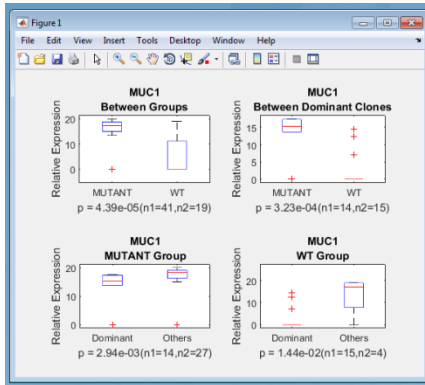 Figure 1
File Edit View Insert Tools Desktop Window Help
MUC1
Between Groups
Relative Expression
20
10
0
MUTANT WT
p = 4.39e-05(n1=41,n2=19)
MUC1
Between Dominant Clones
Relative Expression
15
10
5
0
MUTANT WT
p = 3.23e-04(n1=14,n2=15)
MUC1
MUTANT Group
Relative Expression
20
10
0
Dominant Others
p = 2.94e-03(n1=14,n2=27)
MUC1
WT Group
Relative Expression
20
10
0
Dominant Others
p = 1.44e-02(n1=15,n2=4)